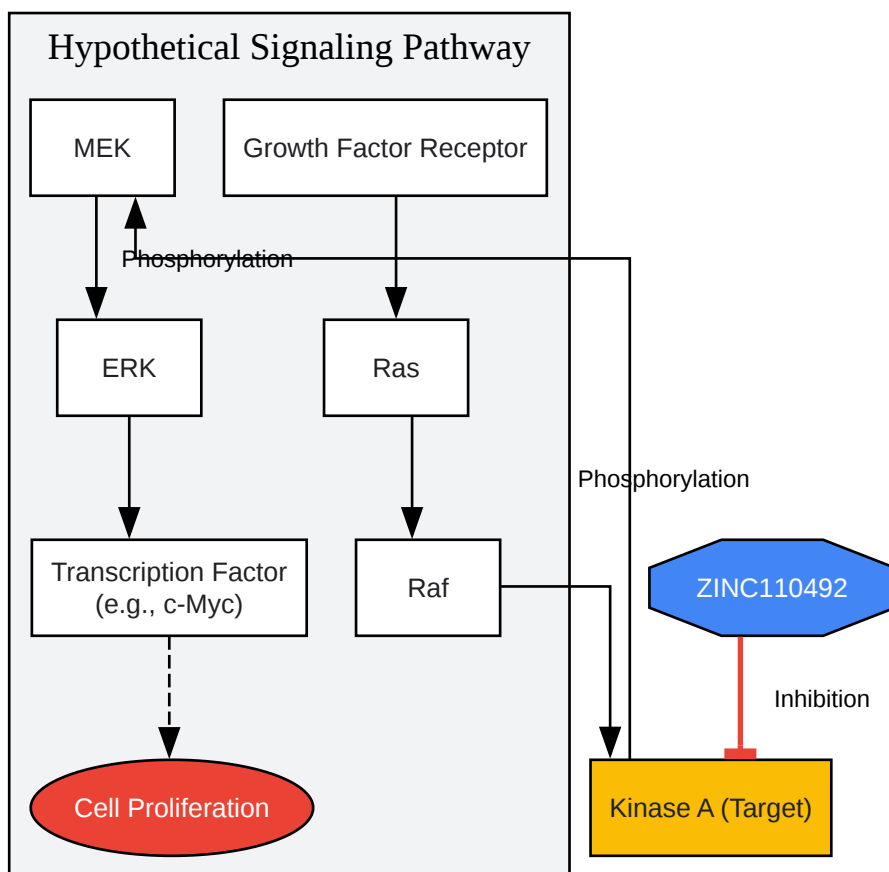 Hypothetical Signaling Pathway
MEK
Growth Factor Receptor
Phosphorylation
ERK
Ras
Phosphorylation
Transcription Factor
(e.g., c-Myc)
Raf
ZINC110492
Inhibition
Cell Proliferation
Kinase A (Target)